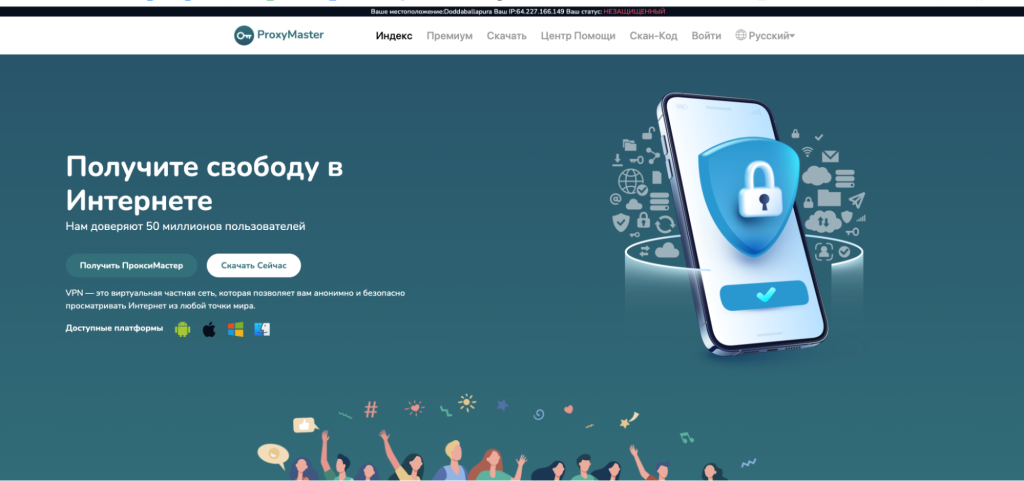 Ваше местоположение:Doddaballapura Ваш IP:64.227.166.149 Ваш статус: НЕЗАЩИЩЕННЫЙ
ProxyMaster
Индекс Премиум Скачать Центр Помощи Скан-Код Войти Русский
Получите свободу в
Интернете
Нам доверяют 50 миллионов пользователей
Получить ПроксиМастер Скачать Сейчас
VPN — это виртуальная частная сеть, которая позволяет вам анонимно и безопасно
просматривать Интернет из любой точки мира.
Доступные платформы